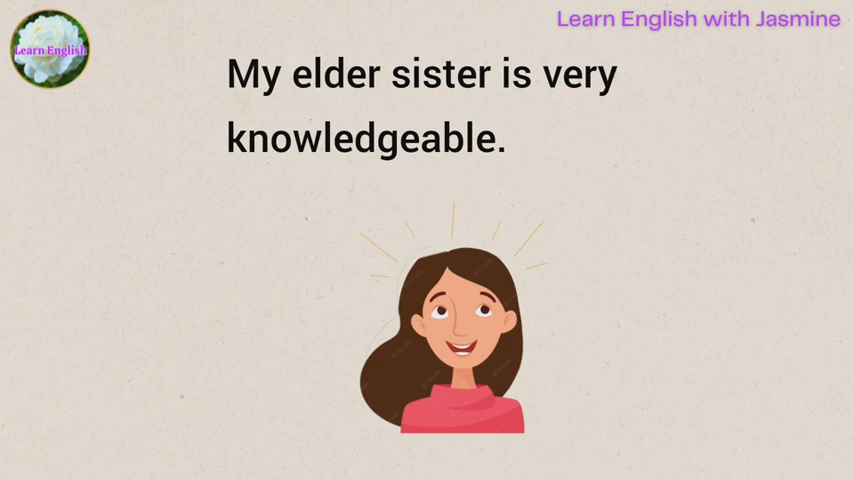 Learn English with Jasmine
Learn English
My elder sister is very
knowledgeable.